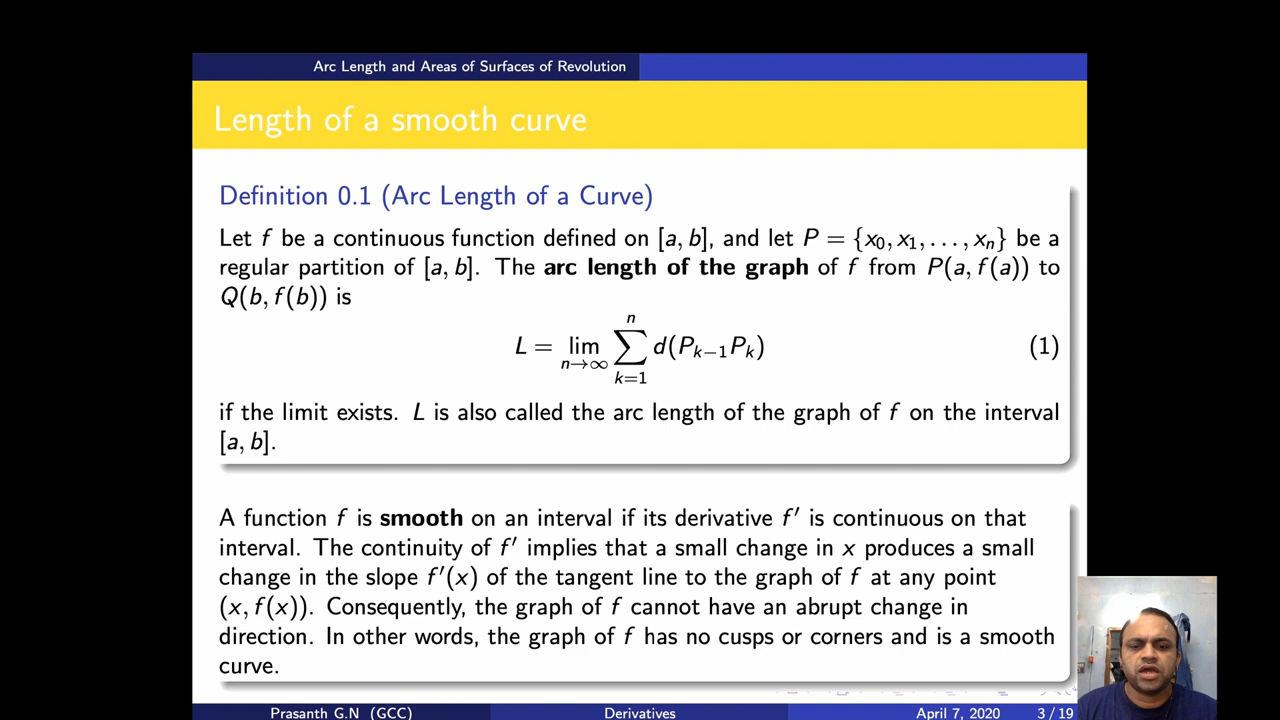 Arc Length and Areas of Surfaces of Revolution
Length of a smooth curve
Definition 0.1 (Arc Length of a Curve)
Let f be a continuous function defined on [a, b], and let P = {x₀, x₁, . . . , xₙ} be a
regular partition of [a, b]. The arc length of the graph of f from P(a, f(a)) to
Q(b, f(b)) is
L = lim_{n→∞} ∑_{k=1}^{n} d(P_{k−1}P_k) (1)
if the limit exists. L is also called the arc length of the graph of f on the interval
[a, b].
A function f is smooth on an interval if its derivative f′ is continuous on that
interval. The continuity of f′ implies that a small change in x produces a small
change in the slope f′(x) of the tangent line to the graph of f at any point
(x, f(x)). Consequently, the graph of f cannot have an abrupt change in
direction. In other words, the graph of f has no cusps or corners and is a smooth
curve.
Prasanth G.N (GCC) Derivatives April 7, 2020 3 / 19